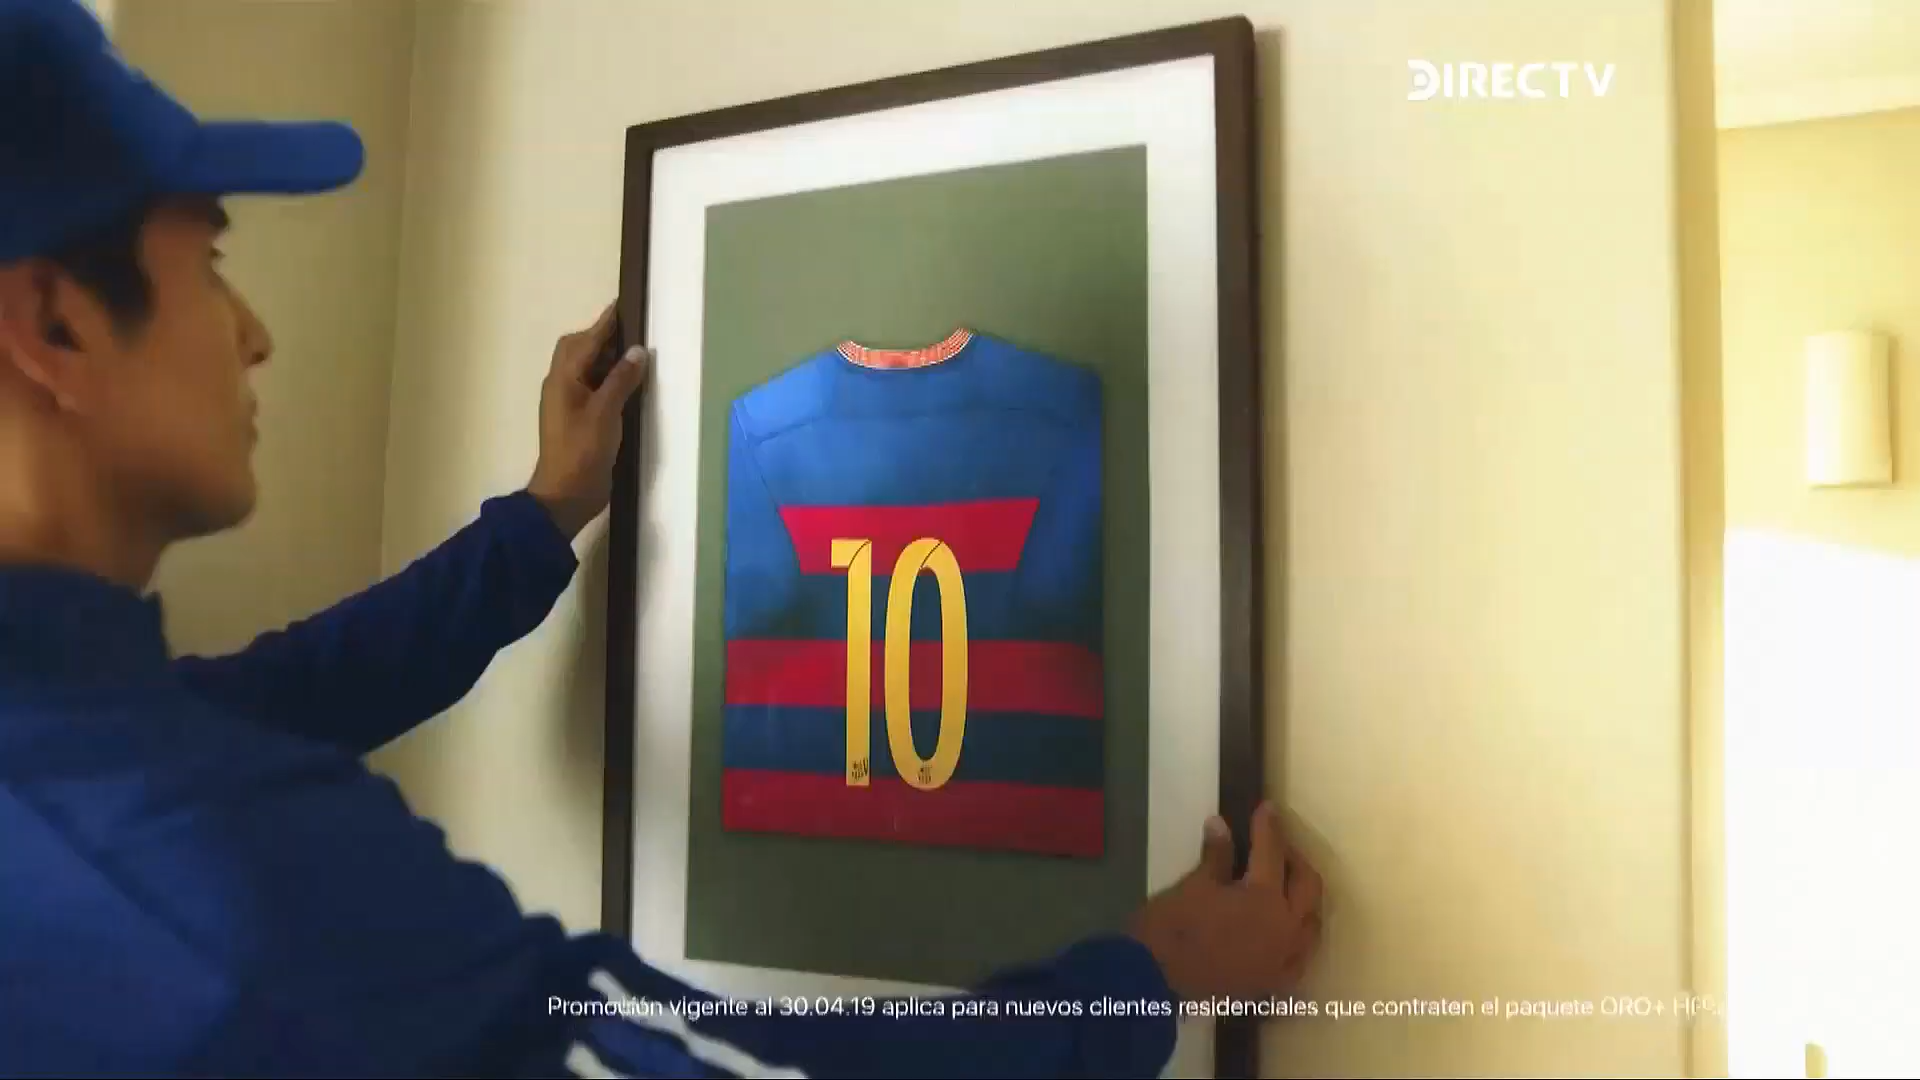 DIRECTV
10
Promoción vigente al 30.04.19 aplica para nuevos clientes residenciales que contraten el paquete ORO+